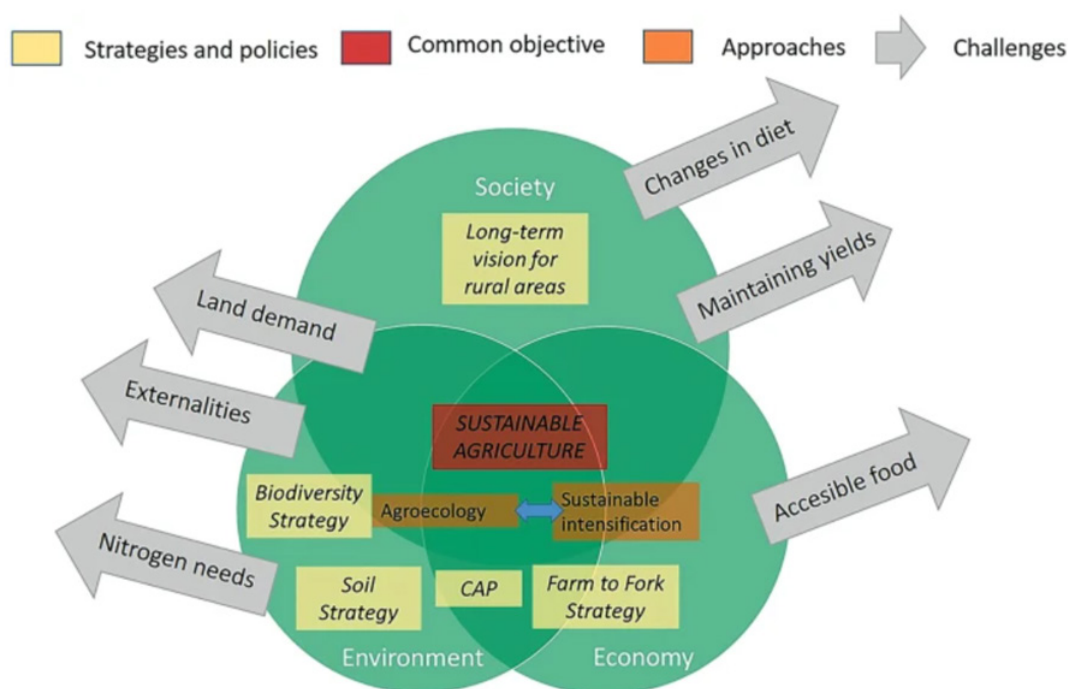 Strategies and policies
Common objective
Approaches
Challenges
Changes in diet
Society
Long-term
vision for
rural areas
Maintaining yields
Land demand
Externalities
SUSTAINABLE
AGRICULTURE
Accesible food
Biodiversity
Strategy
Agroecology
Sustainable
intensification
Nitrogen needs
Soil
Strategy
CAP
Farm to Fork
Strategy
Environment
Economy